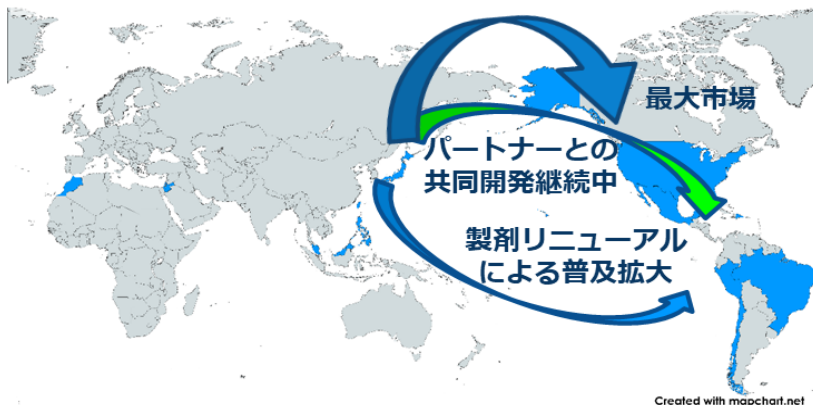 最大市場
パートナーとの
共同開発継続中
製剤リニューアル
による普及拡大
Created with mapchart.net